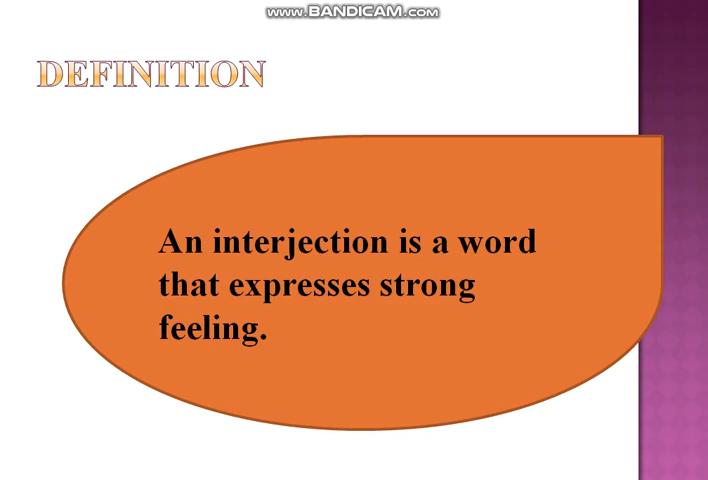 www.BANDICAM.com
DEFINITION
An interjection is a word
that expresses strong
feeling.